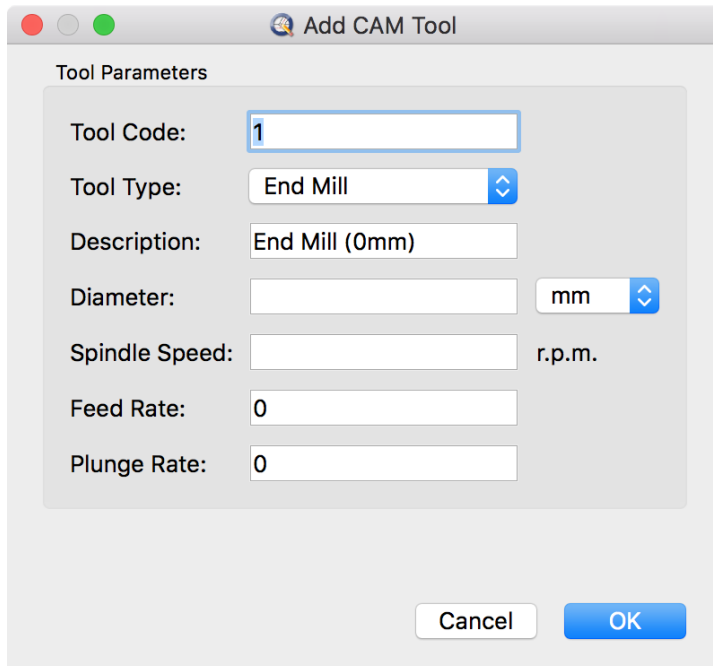 Add CAM Tool
Tool Parameters
Tool Code: 1
Tool Type: End Mill
Description: End Mill (0mm)
Diameter: mm
Spindle Speed: r.p.m.
Feed Rate: 0
Plunge Rate: 0
Cancel OK